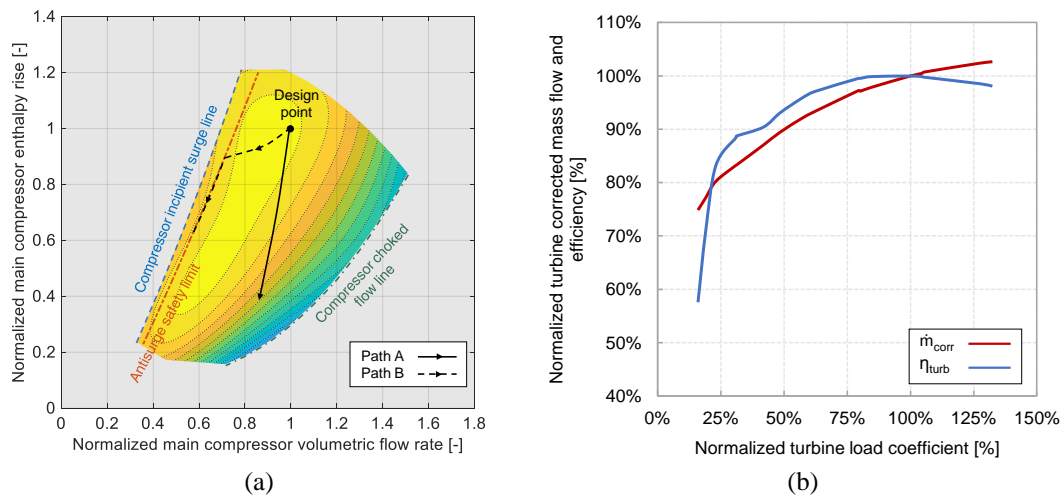 1.4
1.2
1
0.8
0.6
0.4
0.2
0
0
0.2
0.4
0.6
0.8
1
1.2
1.4
1.6
1.8
Normalized main compressor enthalpy rise [-]
Normalized main compressor volumetric flow rate [-]
Compressor incipient surge line
Antisurge safety limit
Design
point
Compressor choked
flow line
Path A
Path B
(a)
110%
100%
90%
80%
70%
60%
50%
40%
0%
25%
50%
75%
100%
125%
150%
Normalized turbine corrected mass flow and
efficiency [%]
Normalized turbine load coefficient [%]
ṁcorr
ηturb
(b)